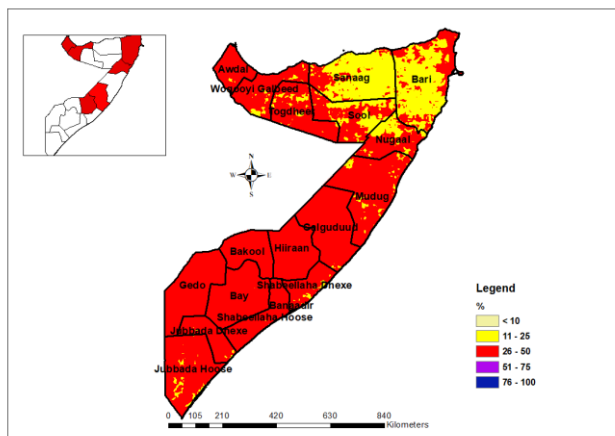 Awdal
Woqooyi Galbeed
Togdheer
Sanaag
Bari
Sool
Nugaal
Mudug
N
W E
S
Galguduud
Hiiraan
Bakool
Gedo
Bay
Shabeellaha Dhexe
Banaadir
Shabeellaha Hoose
Jubbada Dhexe
Jubbada Hoose
Legend
%
< 10
11 - 25
26 - 50
51 - 75
76 - 100
0 105 210 420 630 840
Kilometers